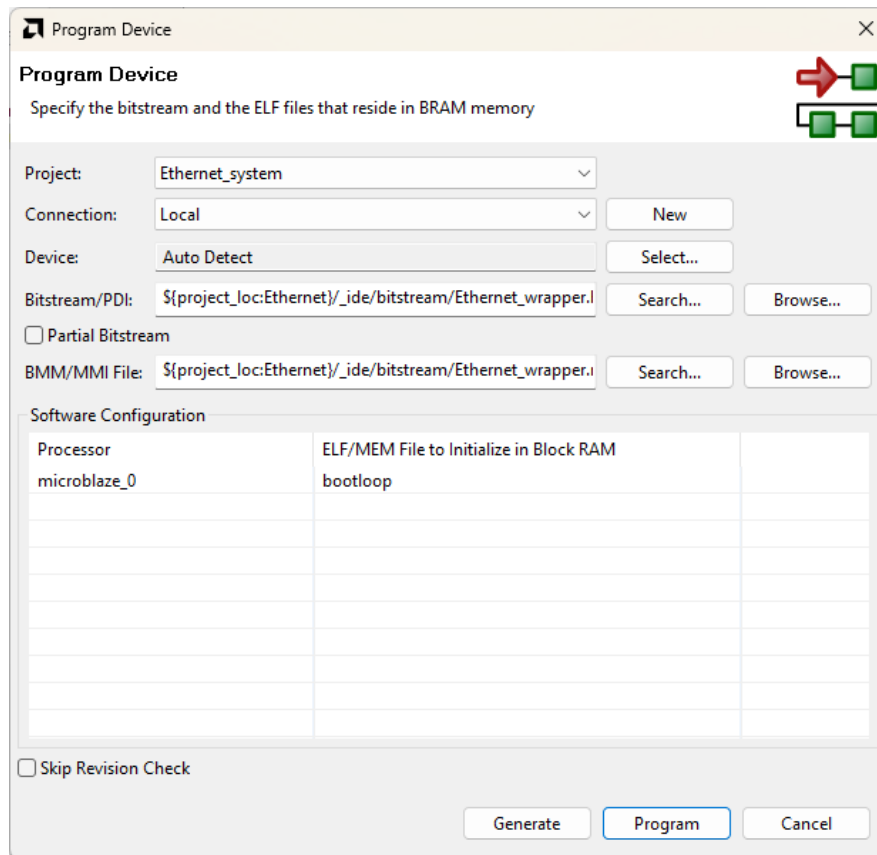 Program Device
Program Device
Specify the bitstream and the ELF files that reside in BRAM memory
Project: Ethernet_system
Connection: Local New
Device: Auto Detect Select...
Bitstream/PDI: ${project_loc:Ethernet}/_ide/bitstream/Ethernet_wrapper. Search... Browse...
Partial Bitstream
BMM/MMI File: ${project_loc:Ethernet}/_ide/bitstream/Ethernet_wrapper. Search... Browse...
Software Configuration
Processor ELF/MEM File to Initialize in Block RAM
microblaze_0 bootloop
Skip Revision Check
Generate Program Cancel